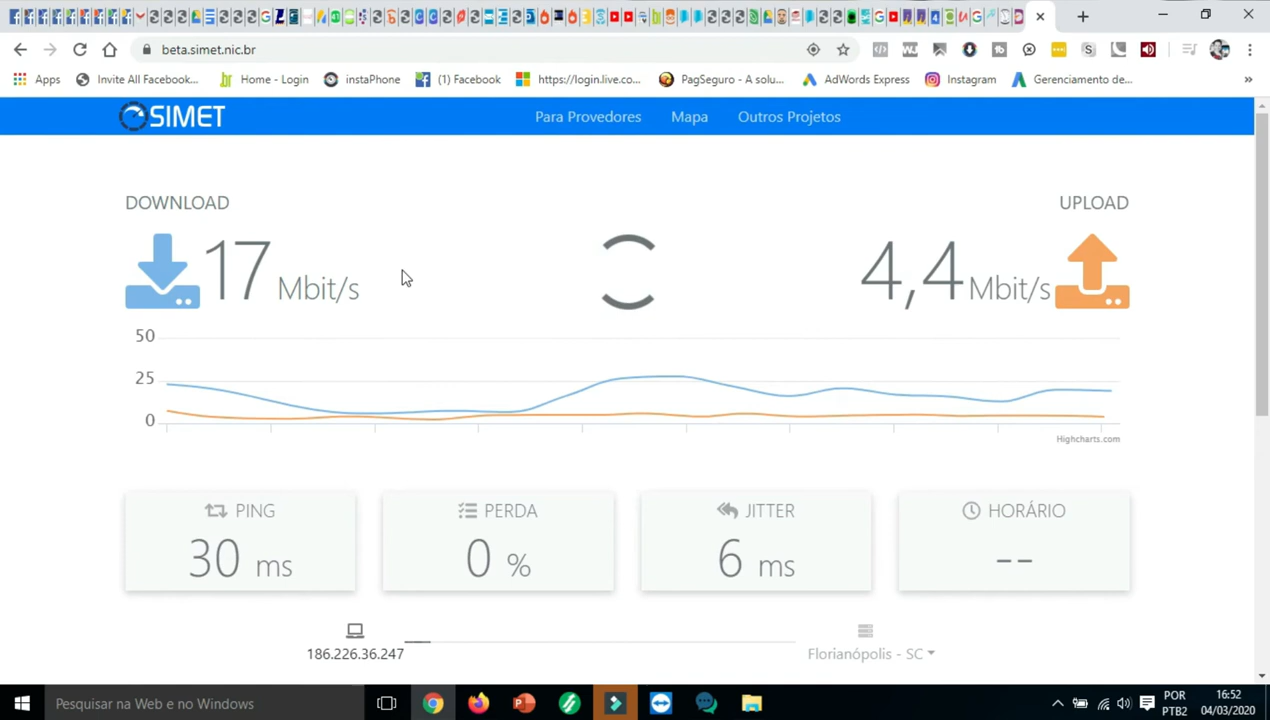 beta.simet.nic.br
Apps Invite All Facebook... Home - Login instaPhone (1) Facebook https://login.live.co... PagSeguro - A solu... AdWords Express Instagram Gerenciamento de... »
SIMET Para Provedores Mapa Outros Projetos
DOWNLOAD UPLOAD
17 Mbit/s 4,4 Mbit/s
50
25
0
Highcharts.com
PING PERDA JITTER HORÁRIO
30 ms 0 % 6 ms --
186.226.36.247 Florianópolis - SC
Pesquisar na Web e no Windows
POR
PTB2
16:52
04/03/2020